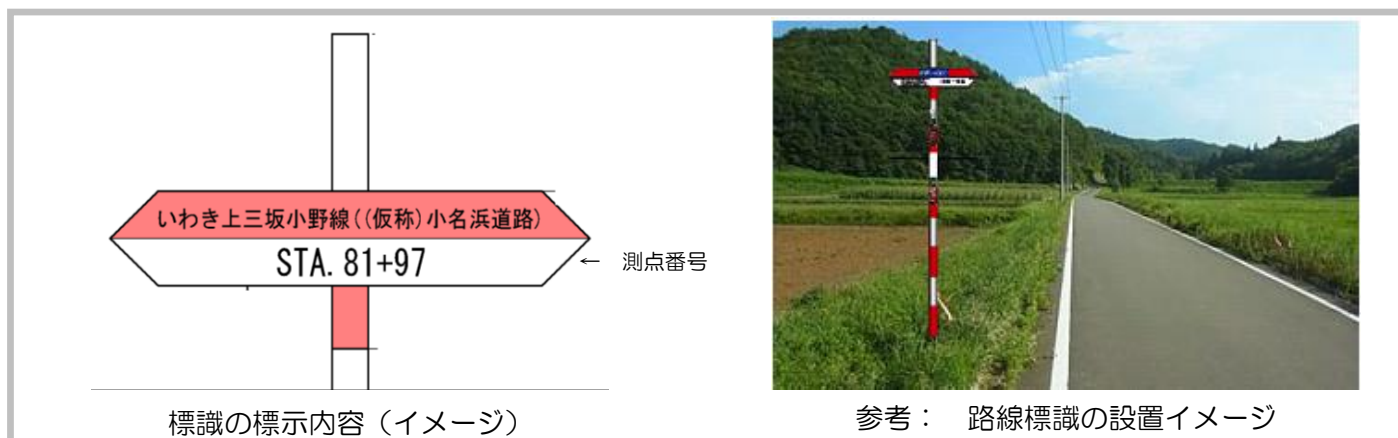 いわき上三坂小野線((仮称)小名浜道路)
STA. 81+97
← 測点番号
標識の標示内容（イメージ）
参考： 路線標識の設置イメージ